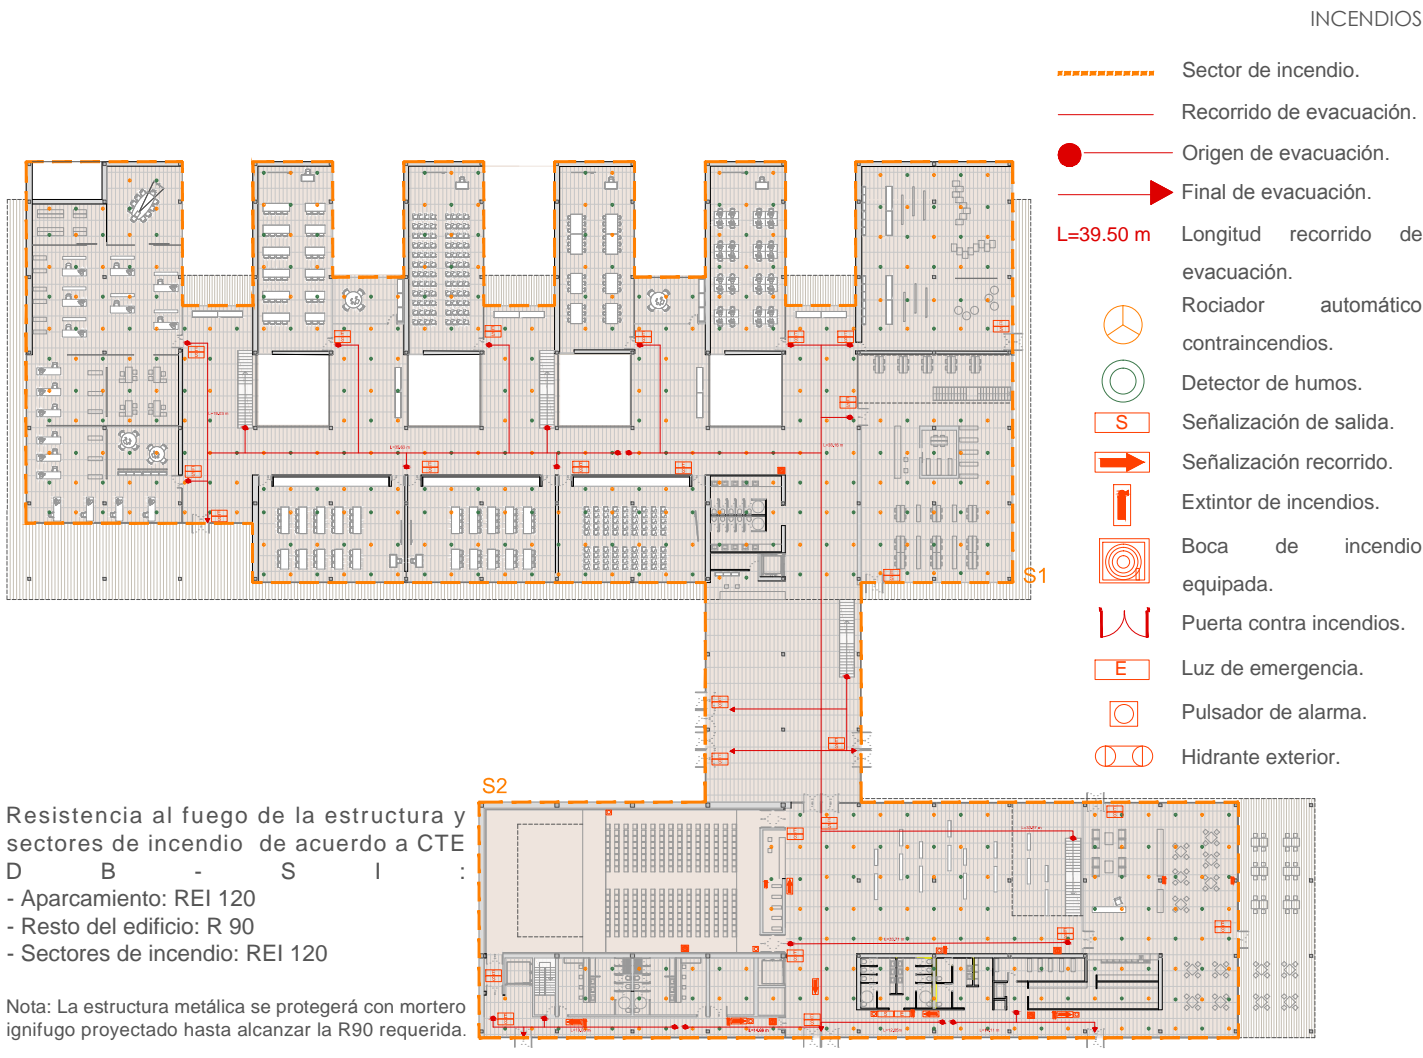 INCENDIOS
Sector de incendio.
Recorrido de evacuación.
Origen de evacuación.
Final de evacuación.
L=39.50 m
Longitud recorrido de
evacuación.
Rociador automático
contraincendios.
Detector de humos.
S
Señalización de salida.
Señalización recorrido.
Extintor de incendios.
Boca de incendio
equipada.
Puerta contra incendios.
E
Luz de emergencia.
Pulsador de alarma.
Hidrante exterior.
S1
S2
Resistencia al fuego de la estructura y
sectores de incendio de acuerdo a CTE
D B - S I :
- Aparcamiento: REI 120
- Resto del edificio: R 90
- Sectores de incendio: REI 120
Nota: La estructura metálica se protegerá con mortero
ignifugo proyectado hasta alcanzar la R90 requerida.